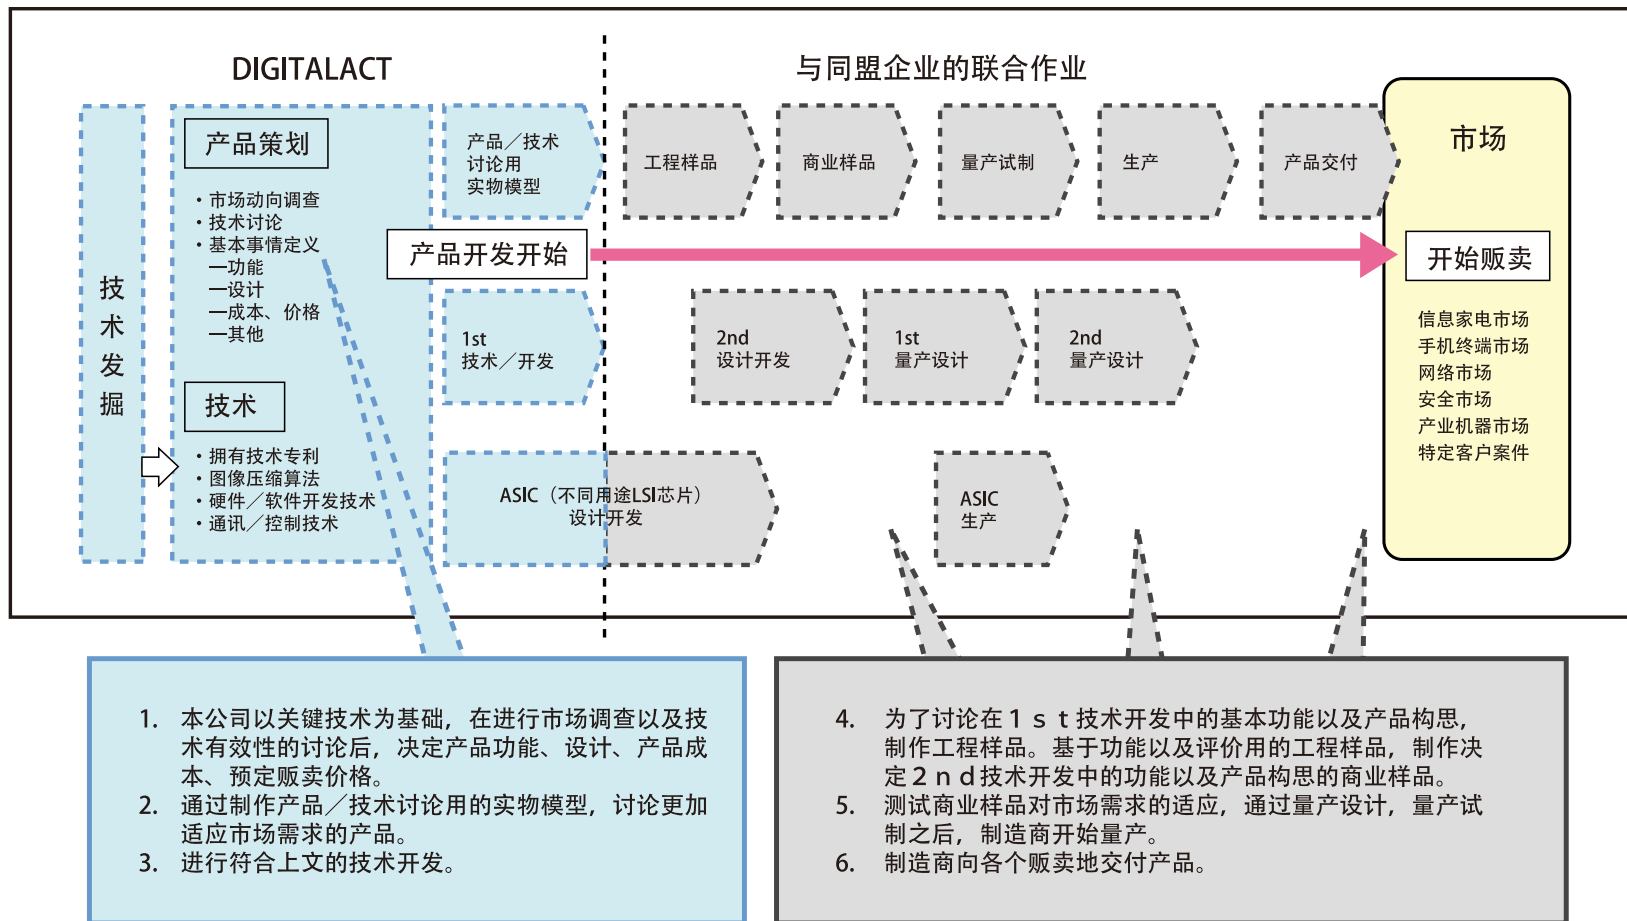 DIGITALACT
与同盟企业的联合作业
技
术
发
掘
产品策划
・市场动向调查
・技术讨论
・基本事情定义
—功能
—设计
—成本、价格
—其他
技术
・拥有技术专利
・图像压缩算法
・硬件／软件开发技术
・通讯／控制技术
产品／技术
讨论用
实物模型
工程样品
商业样品
量产试制
生产
产品交付
产品开发开始
1st
技术／开发
2nd
设计开发
1st
量产设计
2nd
量产设计
ASIC（不同用途LSI芯片）
设计开发
ASIC
生产
市场
开始贩卖
信息家电市场
手机终端市场
网络市场
安全市场
产业机器市场
特定客户案件
1. 本公司以关键技术为基础，在进行市场调查以及技
术有效性的讨论后，决定产品功能、设计、产品成
本、预定贩卖价格。
2. 通过制作产品／技术讨论用的实物模型，讨论更加
适应市场需求的产品。
3. 进行符合上文的技术开发。
4. 为了讨论在１ｓｔ技术开发中的基本功能以及产品构思，
制作工程样品。基于功能以及评价用的工程样品，制作决
定２ｎｄ技术开发中的功能以及产品构思的商业样品。
5. 测试商业样品对市场需求的适应，通过量产设计，量产试
制之后，制造商开始量产。
6. 制造商向各个贩卖地交付产品。